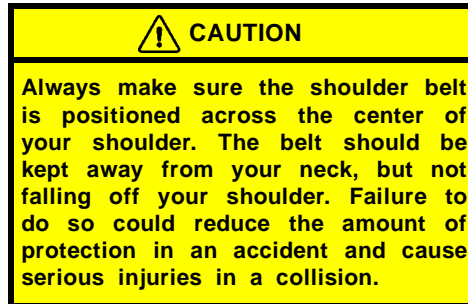 CAUTION
Always make sure the shoulder belt
is positioned across the center of
your shoulder. The belt should be
kept away from your neck, but not
falling off your shoulder. Failure to
do so could reduce the amount of
protection in an accident and cause
serious injuries in a collision.